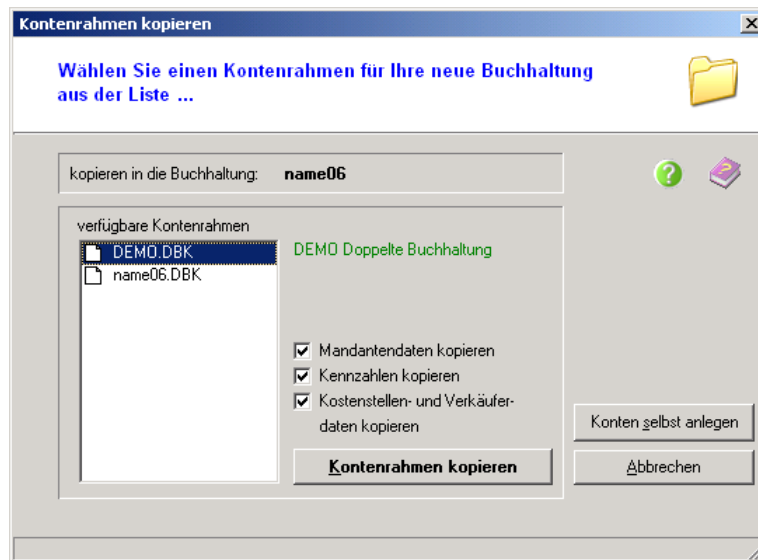 Kontenrahmen kopieren
Wählen Sie einen Kontenrahmen für Ihre neue Buchhaltung
aus der Liste ...
kopieren in die Buchhaltung: name06
verfügbare Kontenrahmen
DEMO.DBK
name06.DBK
DEMO Doppelte Buchhaltung
Mandantendaten kopieren
Kennzahlen kopieren
Kostenstellen- und Verkäufer-
daten kopieren
Kontenrahmen kopieren
Konten selbst anlegen
Abbrechen